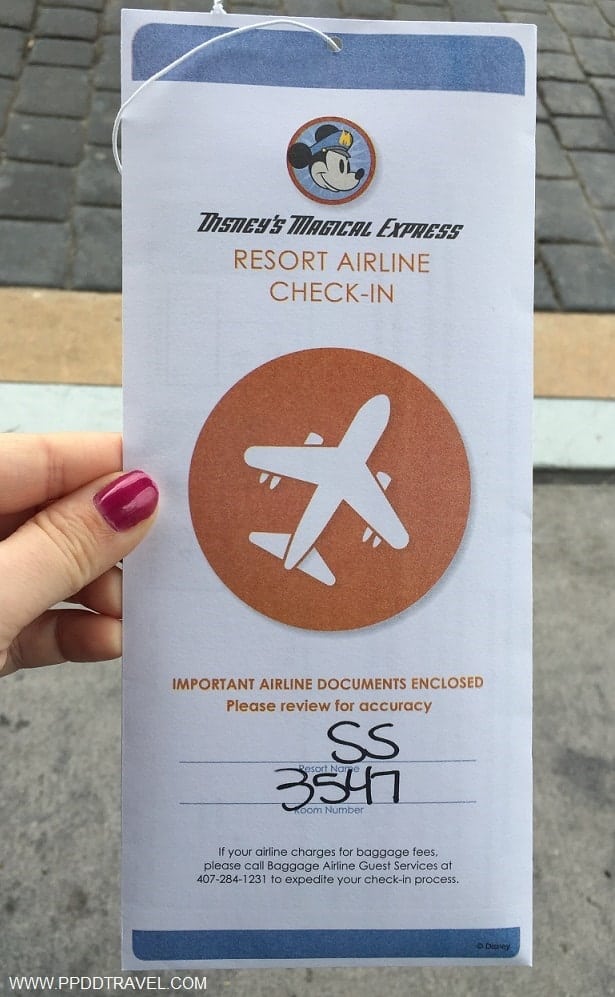 DISNEY'S MAGICAL EXPRESS
RESORT AIRLINE
CHECK-IN
IMPORTANT AIRLINE DOCUMENTS ENCLOSED
Please review for accuracy
SS
Resort Name
3547
Room Number
If your airline charges for baggage fees,
please call Baggage Airline Guest Services at
407-284-1231 to expedite your check-in process.
© Disney
WWW.PPDDTRAVEL.COM